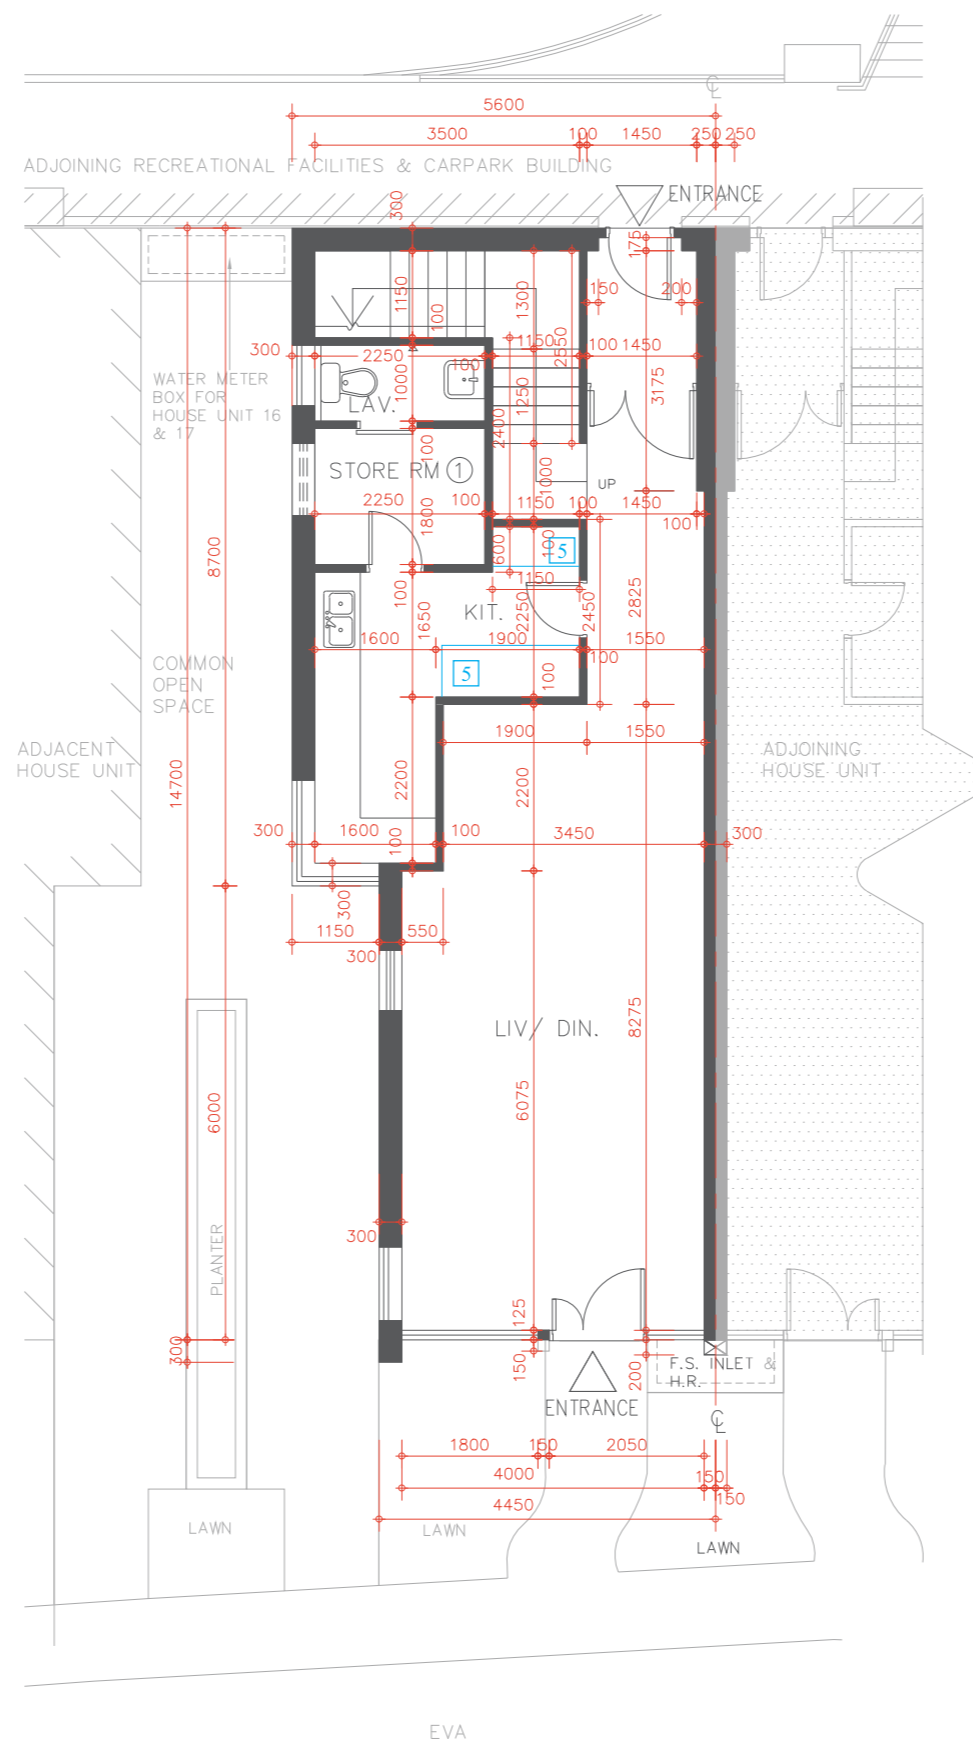 5600
3500
100
1450
250
250
ADJOINING RECREATIONAL FACILITIES & CARPARK BUILDING
ENTRANCE
300
175
1150
100
1300
2550
150
200
300
2250
100
1150
100
1450
1000
1250
3175
WATER METER
BOX FOR
HOUSE UNIT 16
& 17
LAV.
100
2400
STORE RM 1
1000
UP
2250
100
1800
1150
100
1450
100
8700
600
100
5
1150
100
KIT.
1650
2250
2450
2825
1600
1900
100
1550
COMMON
OPEN
SPACE
5
100
ADJACENT
HOUSE UNIT
14700
1900
1550
ADJOINING
HOUSE UNIT
2200
2200
300
1600
100
100
3450
300
300
1150
300
550
LIV/ DIN.
8275
6075
6000
300
PLANTER
125
300
150
200
F.S. INLET &
H.R.
ENTRANCE
C
L
1800
150
2050
4000
150
150
4450
LAWN
LAWN
LAWN
EVA
C
L